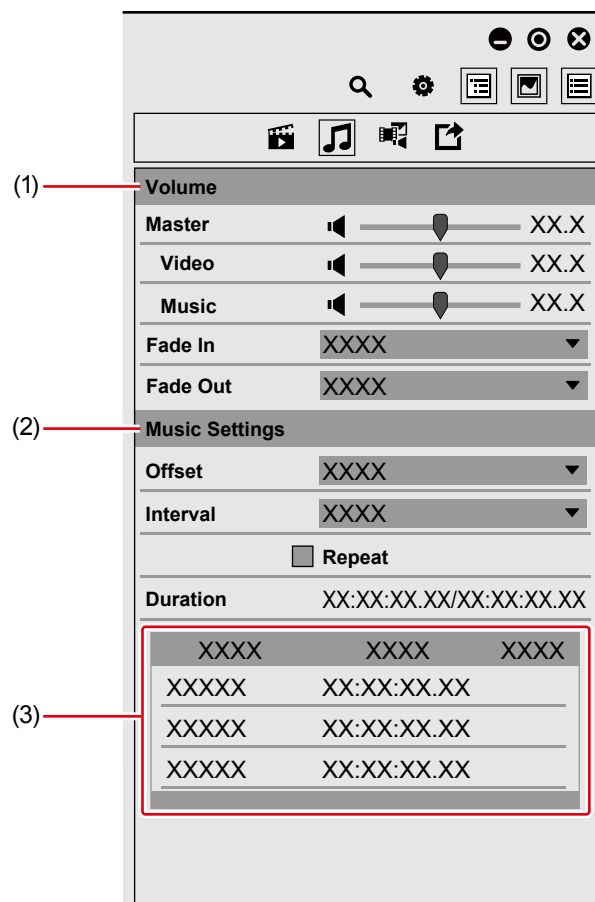 (1)
Volume
Master XX.X
Video XX.X
Music XX.X
Fade In XXXX
Fade Out XXXX
(2)
Music Settings
Offset XXXX
Interval XXXX
Repeat
Duration XX:XX:XX.XX/XX:XX:XX.XX
(3)
XXXX XXXX XXXX
XXXXX XX:XX:XX.XX
XXXXX XX:XX:XX.XX
XXXXX XX:XX:XX.XX